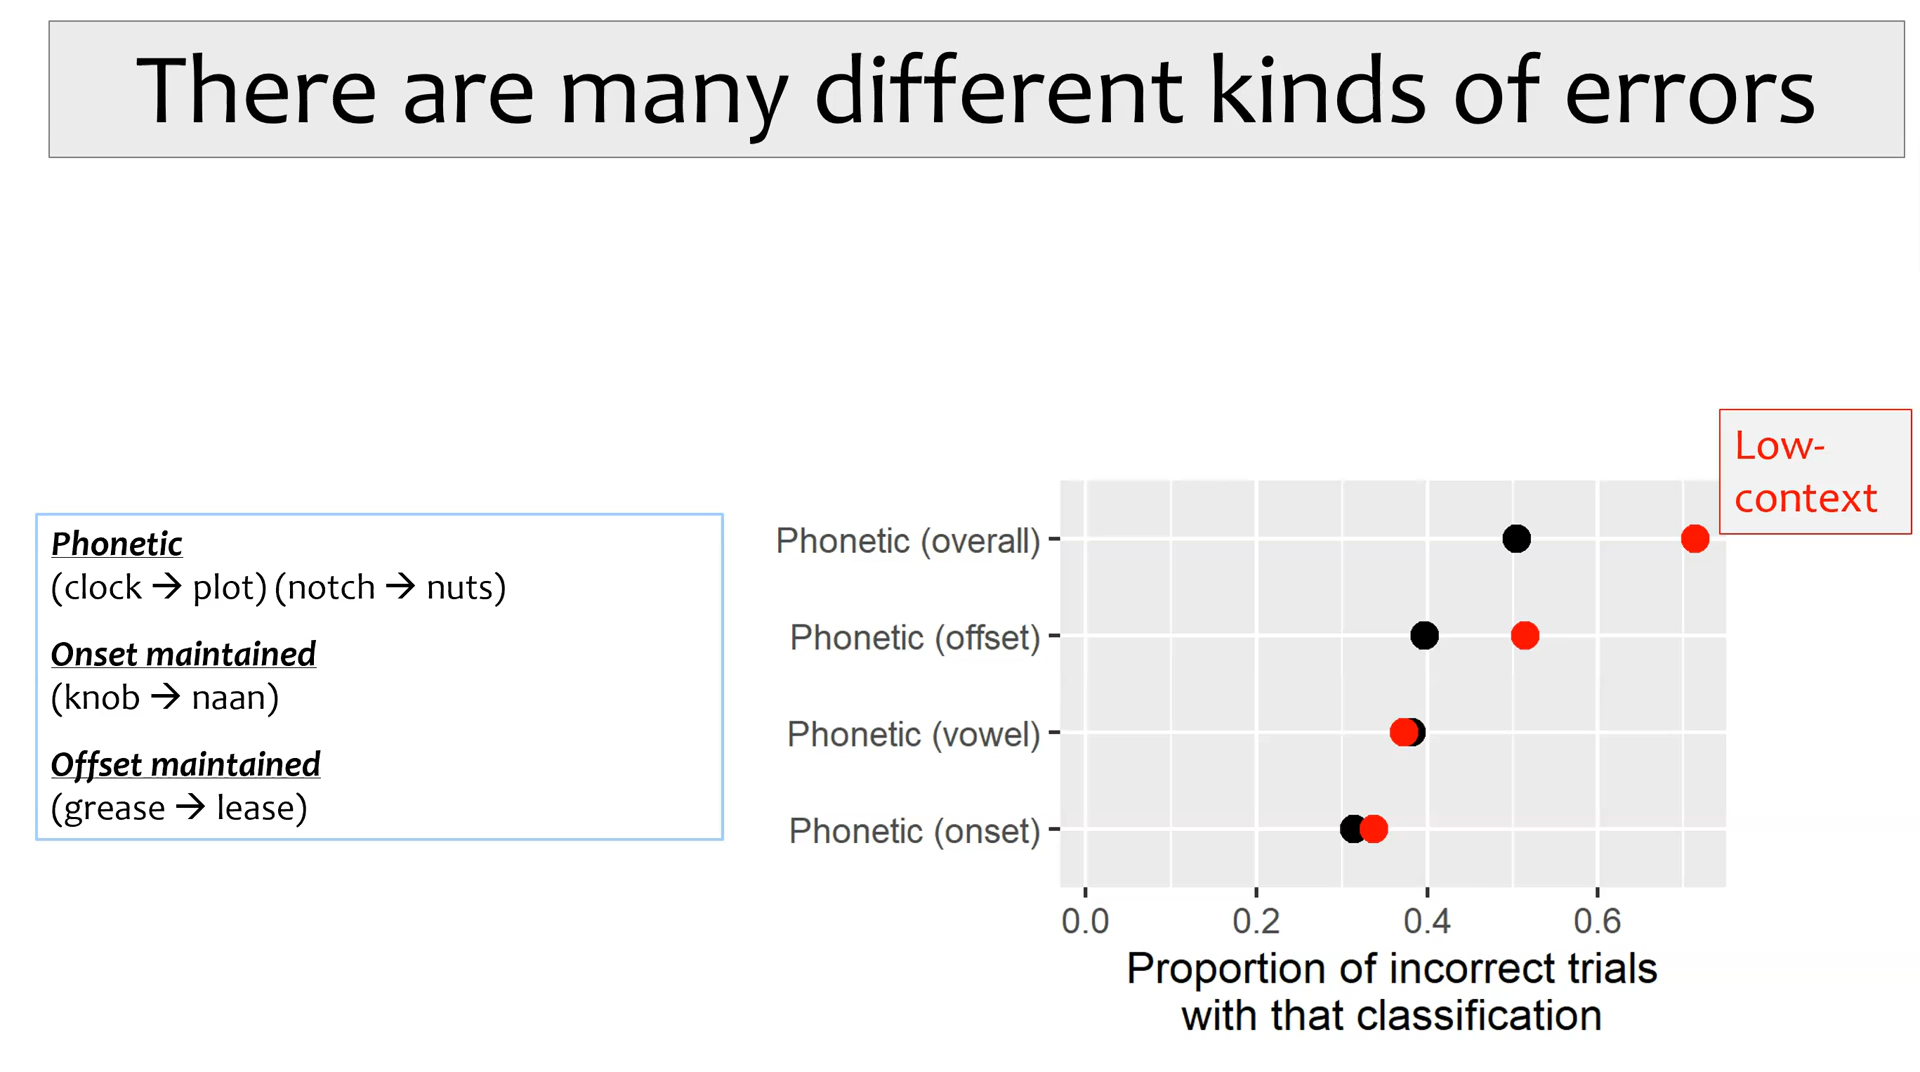 There are many different kinds of errors
Low-
context
Phonetic
(clock → plot) (notch → nuts)
Onset maintained
(knob → naan)
Offset maintained
(grease → lease)
Phonetic (overall)
Phonetic (offset)
Phonetic (vowel)
Phonetic (onset)
0.0 0.2 0.4 0.6
Proportion of incorrect trials
with that classification